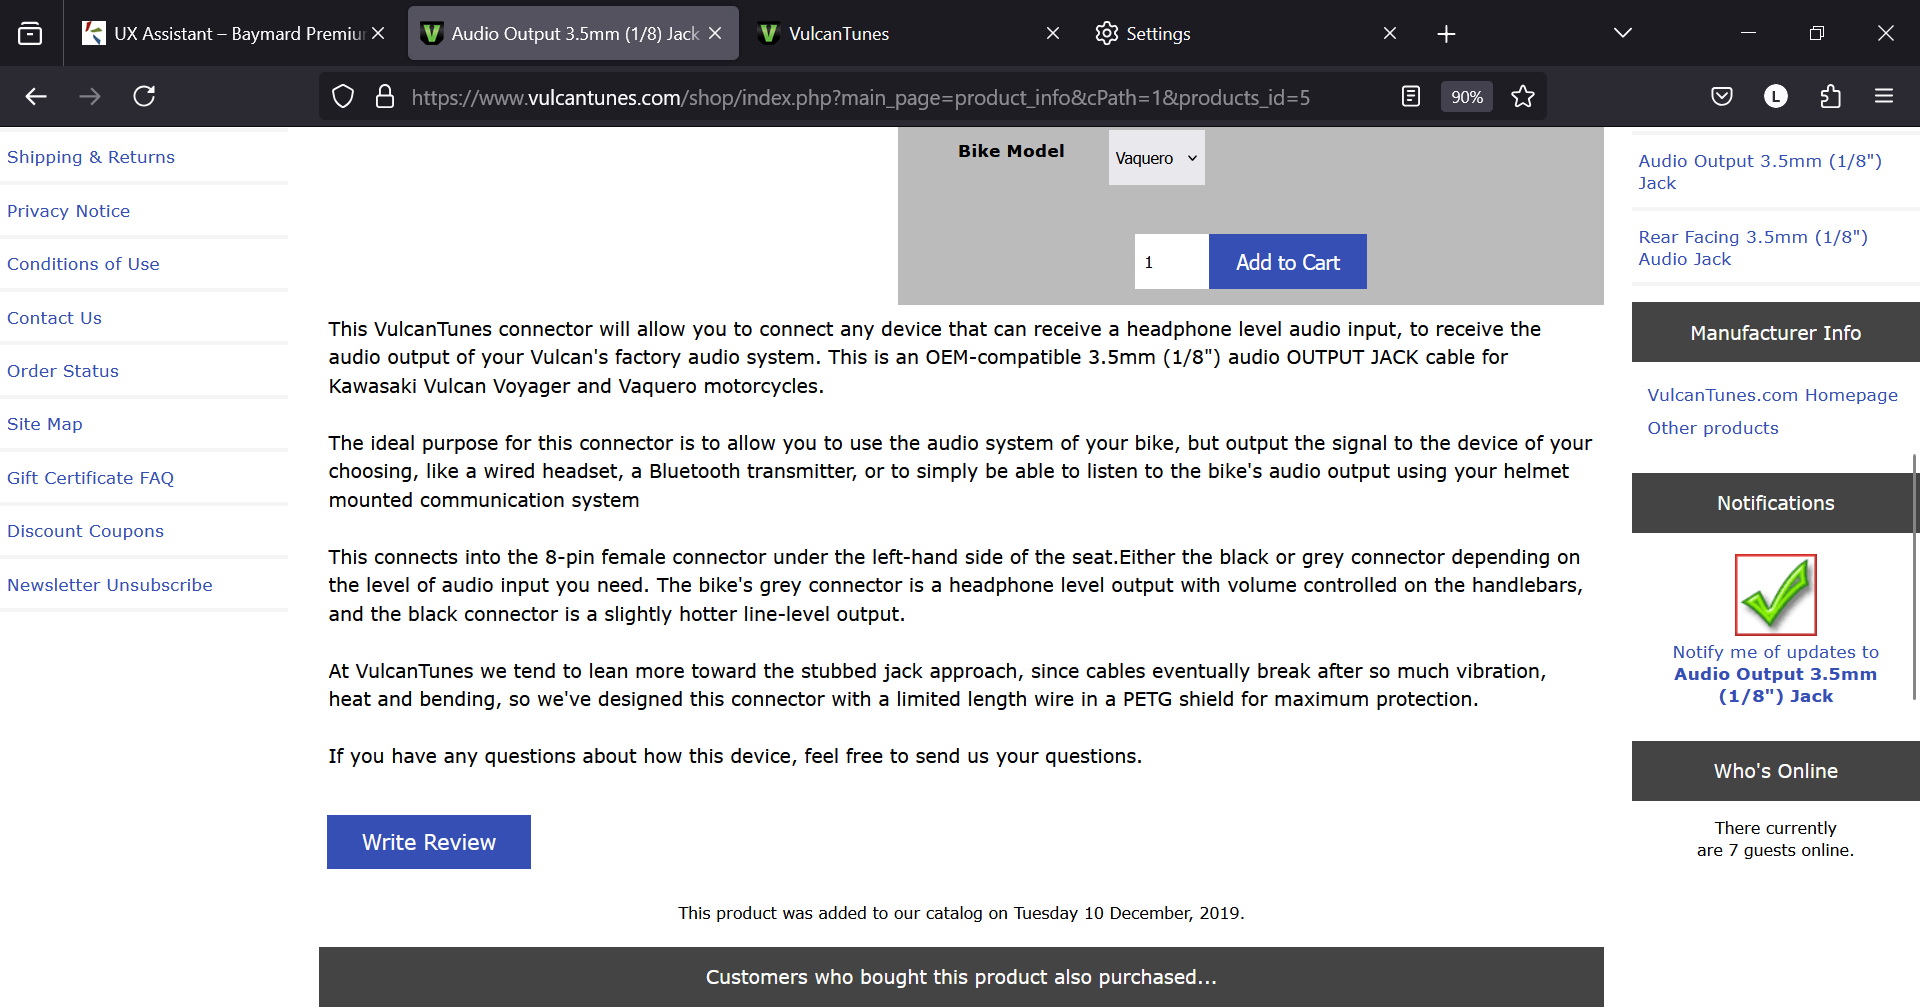 UX Assistant – Baymard Premiu
Audio Output 3.5mm (1/8) Jack
VulcanTunes
Settings
https://www.vulcantunes.com/shop/index.php?main_page=product_info&cPath=1&products_id=5
90%
L
Shipping & Returns
Privacy Notice
Conditions of Use
Contact Us
Order Status
Site Map
Gift Certificate FAQ
Discount Coupons
Newsletter Unsubscribe
Bike Model
Vaquero
1
Add to Cart
This VulcanTunes connector will allow you to connect any device that can receive a headphone level audio input, to receive the
audio output of your Vulcan's factory audio system. This is an OEM-compatible 3.5mm (1/8") audio OUTPUT JACK cable for
Kawasaki Vulcan Voyager and Vaquero motorcycles.
The ideal purpose for this connector is to allow you to use the audio system of your bike, but output the signal to the device of your
choosing, like a wired headset, a Bluetooth transmitter, or to simply be able to listen to the bike's audio output using your helmet
mounted communication system
This connects into the 8-pin female connector under the left-hand side of the seat.Either the black or grey connector depending on
the level of audio input you need. The bike's grey connector is a headphone level output with volume controlled on the handlebars,
and the black connector is a slightly hotter line-level output.
At VulcanTunes we tend to lean more toward the stubbed jack approach, since cables eventually break after so much vibration,
heat and bending, so we've designed this connector with a limited length wire in a PETG shield for maximum protection.
If you have any questions about how this device, feel free to send us your questions.
Write Review
This product was added to our catalog on Tuesday 10 December, 2019.
Customers who bought this product also purchased...
Audio Output 3.5mm (1/8")
Jack
Rear Facing 3.5mm (1/8")
Audio Jack
Manufacturer Info
VulcanTunes.com Homepage
Other products
Notifications
Notify me of updates to
Audio Output 3.5mm
(1/8") Jack
Who's Online
There currently
are 7 guests online.